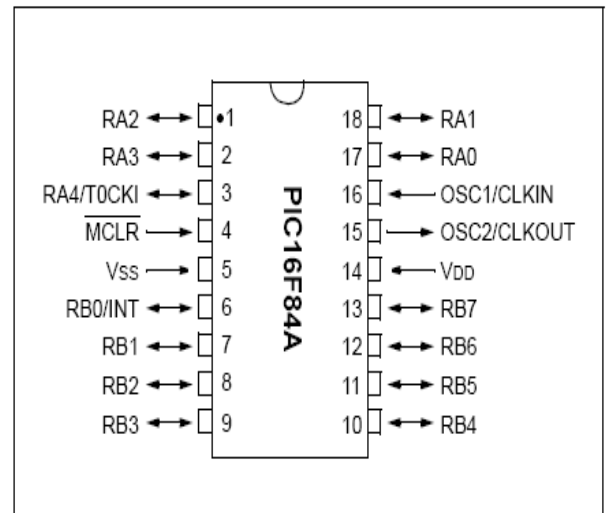 RA2 1 18 RA1
RA3 2 17 RA0
RA4/T0CKI 3 16 OSC1/CLKIN
MCLR 4 15 OSC2/CLKOUT
VSS 5 14 VDD
RB0/INT 6 13 RB7
RB1 7 12 RB6
RB2 8 11 RB5
RB3 9 10 RB4
PIC16F84A